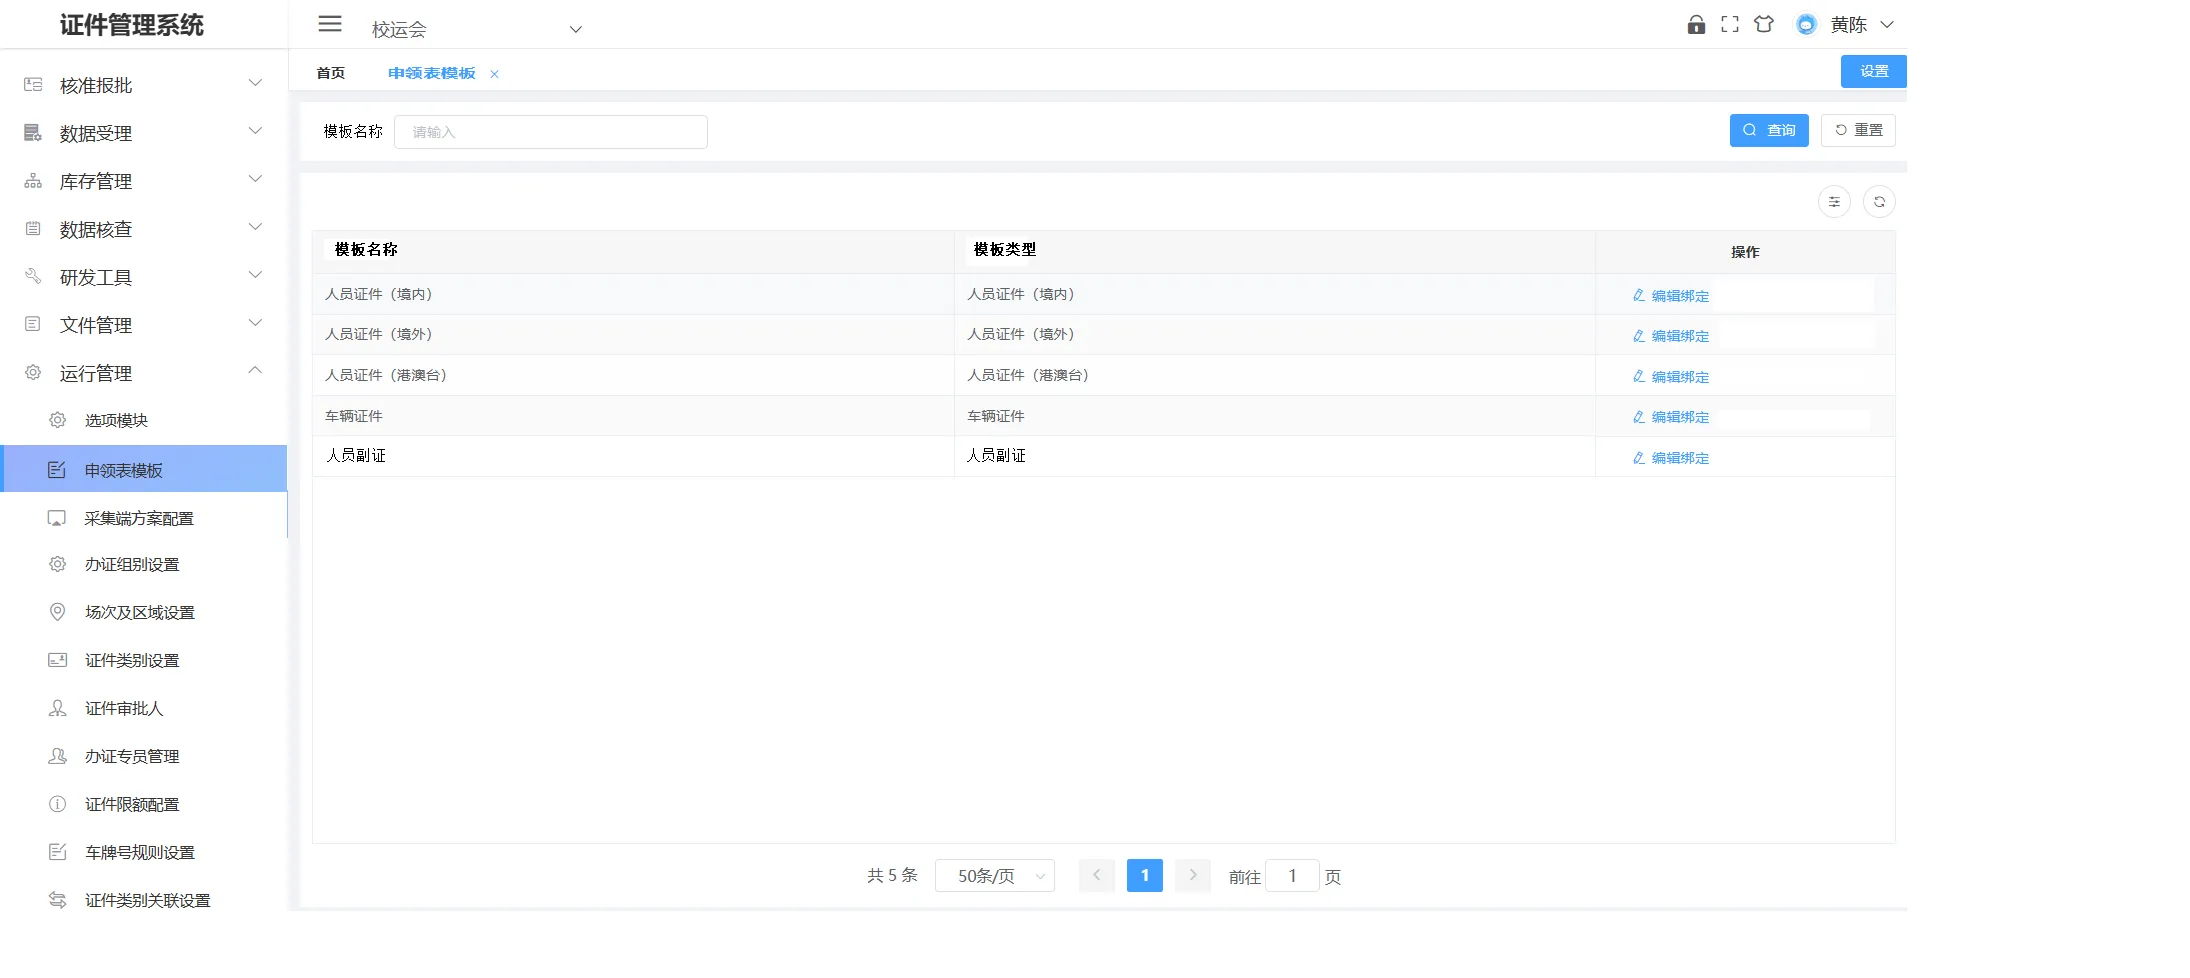 证件管理系统
校运会
黄陈
首页
申领表模板 ×
设置
核准报批
数据受理
库存管理
数据核查
研发工具
文件管理
运行管理
选项模块
申领表模板
采集端方案配置
办证组别设置
场次及区域设置
证件类别设置
证件审批人
办证专员管理
证件限额配置
车牌号规则设置
证件类别关联设置
模板名称 请输入
查询 重置
模板名称 模板类型 操作
人员证件（境内） 人员证件（境内） 编辑绑定
人员证件（境外） 人员证件（境外） 编辑绑定
人员证件（港澳台） 人员证件（港澳台） 编辑绑定
车辆证件 车辆证件 编辑绑定
人员副证 人员副证 编辑绑定
共 5 条 50条/页 1 前往 1 页